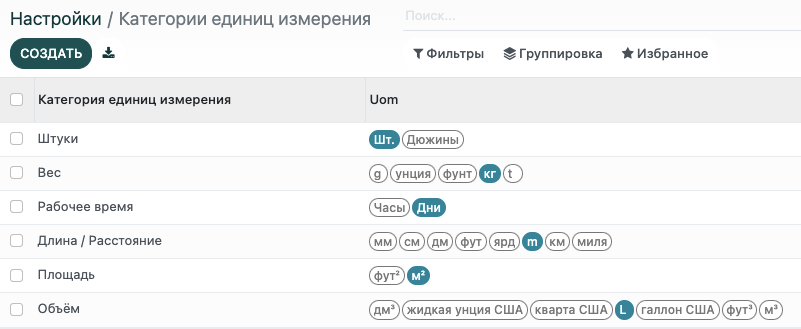 Настройки / Категории единиц измерения
Поиск...
СОЗДАТЬ
Фильтры Группировка Избранное
Категория единиц измерения Uom
Штуки Шт. Дюжины
Вес g унция фунт кг t
Рабочее время Часы Дни
Длина / Расстояние мм см дм фут ярд m км миля
Площадь фут² м²
Объём дм³ жидкая унция США кварта США L галлон США фут³ м³